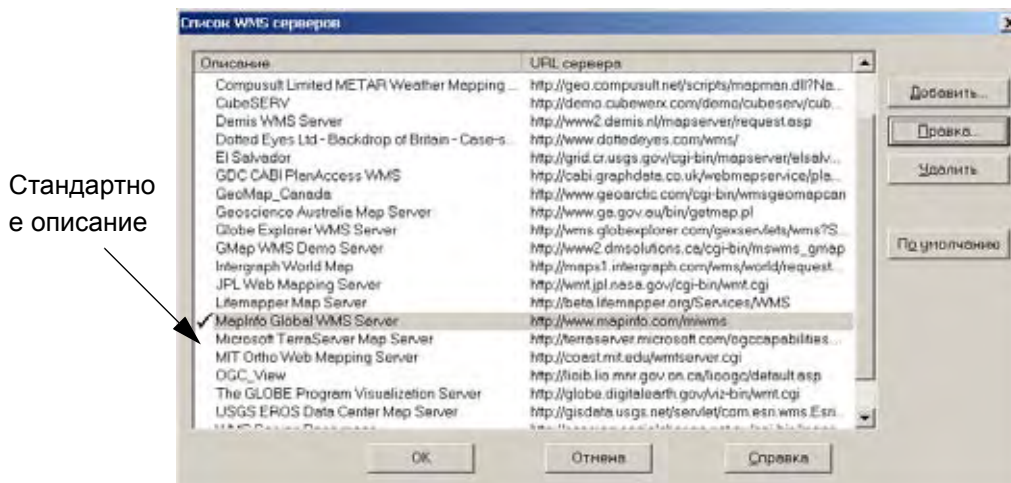 Список WMS серверов
Описание URL сервера
Compusult Limited METAR Weather Mapping ... http://geo.compusult.net/scripts/mapman.dll?Na...
CubeSERV http://demo.cubewerx.com/demo/cubeserv/cub...
Demis WMS Server http://www2.demis.nl/mapserver/request.asp
Dotted Eyes Ltd - Backdrop of Britain - Case-s... http://www.dottedeyes.com/wms/
El Salvador http://grid.cr.usgs.gov/cgi-bin/mapserver/elsalv...
GDC CABI PlanAccess WMS http://cabi.graphdata.co.uk/webmapservice/pla...
GeoMap_Canada http://www.geoarctic.com/cgi-bin/wmsgeomapcan
Geoscience Australia Map Server http://www.ga.gov.au/bin/getmap.pl
Globe Explorer WMS Server http://wms.globexplorer.com/gexservlets/wms?S...
GMap WMS Demo Server http://www2.dmsolutions.ca/cgi-bin/mswms_gmap
Intergraph World Map http://maps1.intergraph.com/wms/world/request...
JPL Web Mapping Server http://wmt.jpl.nasa.gov/cgi-bin/wmt.cgi
Lifemapper Map Server http://beta.lifemapper.org/Services/WMS
MapInfo Global WMS Server http://www.mapinfo.com/miwms
Microsoft TerraServer Map Server http://terraserver.microsoft.com/ogccapabilities...
MIT Ortho Web Mapping Server http://coast.mit.edu/wmtserver.cgi
OGC_View http://lioib.lio.mnr.gov.on.ca/lioogc/default.asp
The GLOBE Program Visualization Server http://globe.digitalearth.gov/viz-bin/wmt.cgi
USGS EROS Data Center Map Server http://gisdata.usgs.net/servlet/com.esri.wms.Esri...
Добавить...
Правка...
Удалить
По умолчанию
Стандартно
е описание
OK Отмена Справка